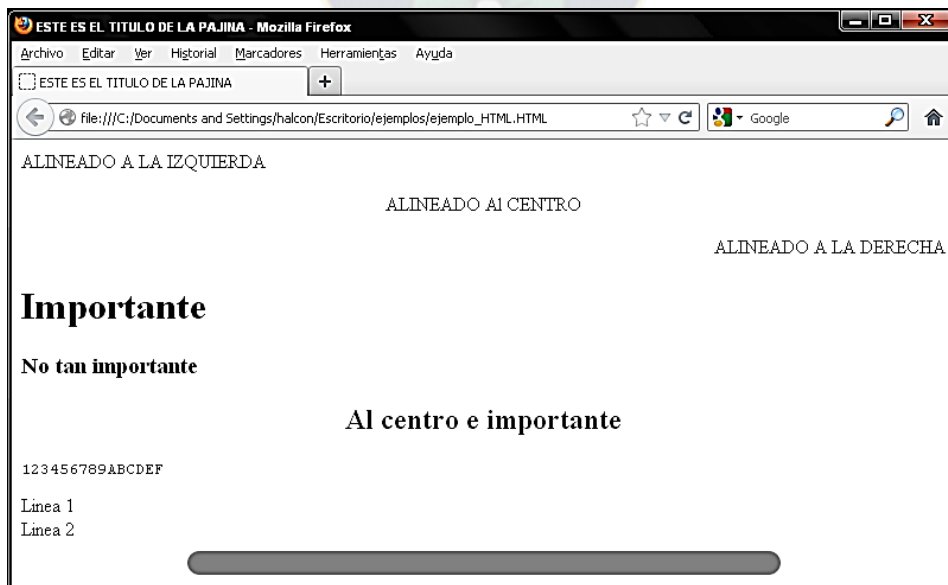 ESTE ES EL TITULO DE LA PAJINA - Mozilla Firefox
Archivo Editar Ver Historial Marcadores Herramientas Ayuda
ESTE ES EL TITULO DE LA PAJINA +
file:///C:/Documents and Settings/halcon/Escritorio/ejemplos/ejemplo_HTML.HTML Google
ALINEADO A LA IZQUIERDA
ALINEADO Al CENTRO
ALINEADO A LA DERECHA
Importante
No tan importante
Al centro e importante
123456789ABCDEF
Linea 1
Linea 2